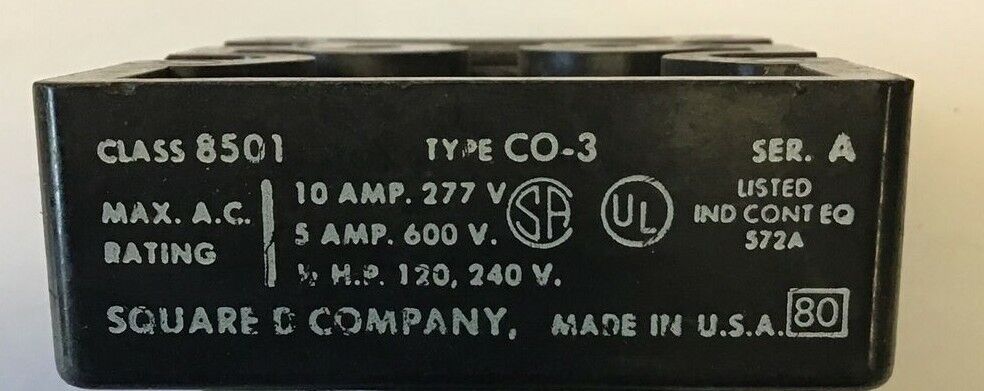 CLASS 8501 TYPE CO-3 SER. A
MAX. A.C. RATING
10 AMP. 277 V
5 AMP. 600 V.
½ H.P. 120, 240 V.
SA
UL
LISTED
IND CONT EQ
572A
SQUARE D COMPANY, MADE IN U.S.A. 80